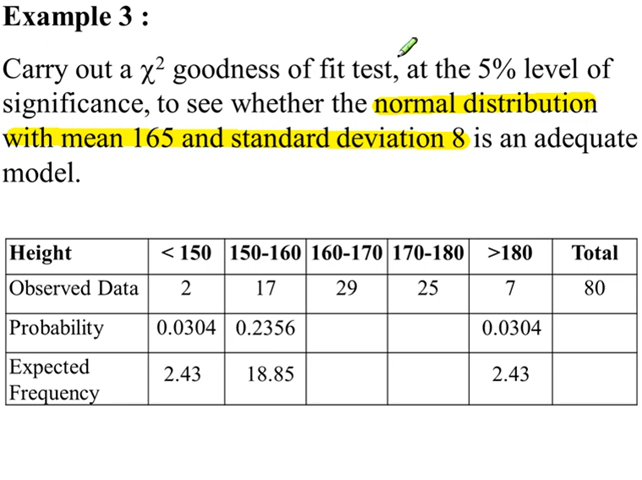 Example 3 :
Carry out a χ² goodness of fit test, at the 5% level of
significance, to see whether the normal distribution
with mean 165 and standard deviation 8 is an adequate
model.
Height < 150 150-160 160-170 170-180 >180 Total
Observed Data 2 17 29 25 7 80
Probability 0.0304 0.2356 0.0304
Expected
Frequency 2.43 18.85 2.43